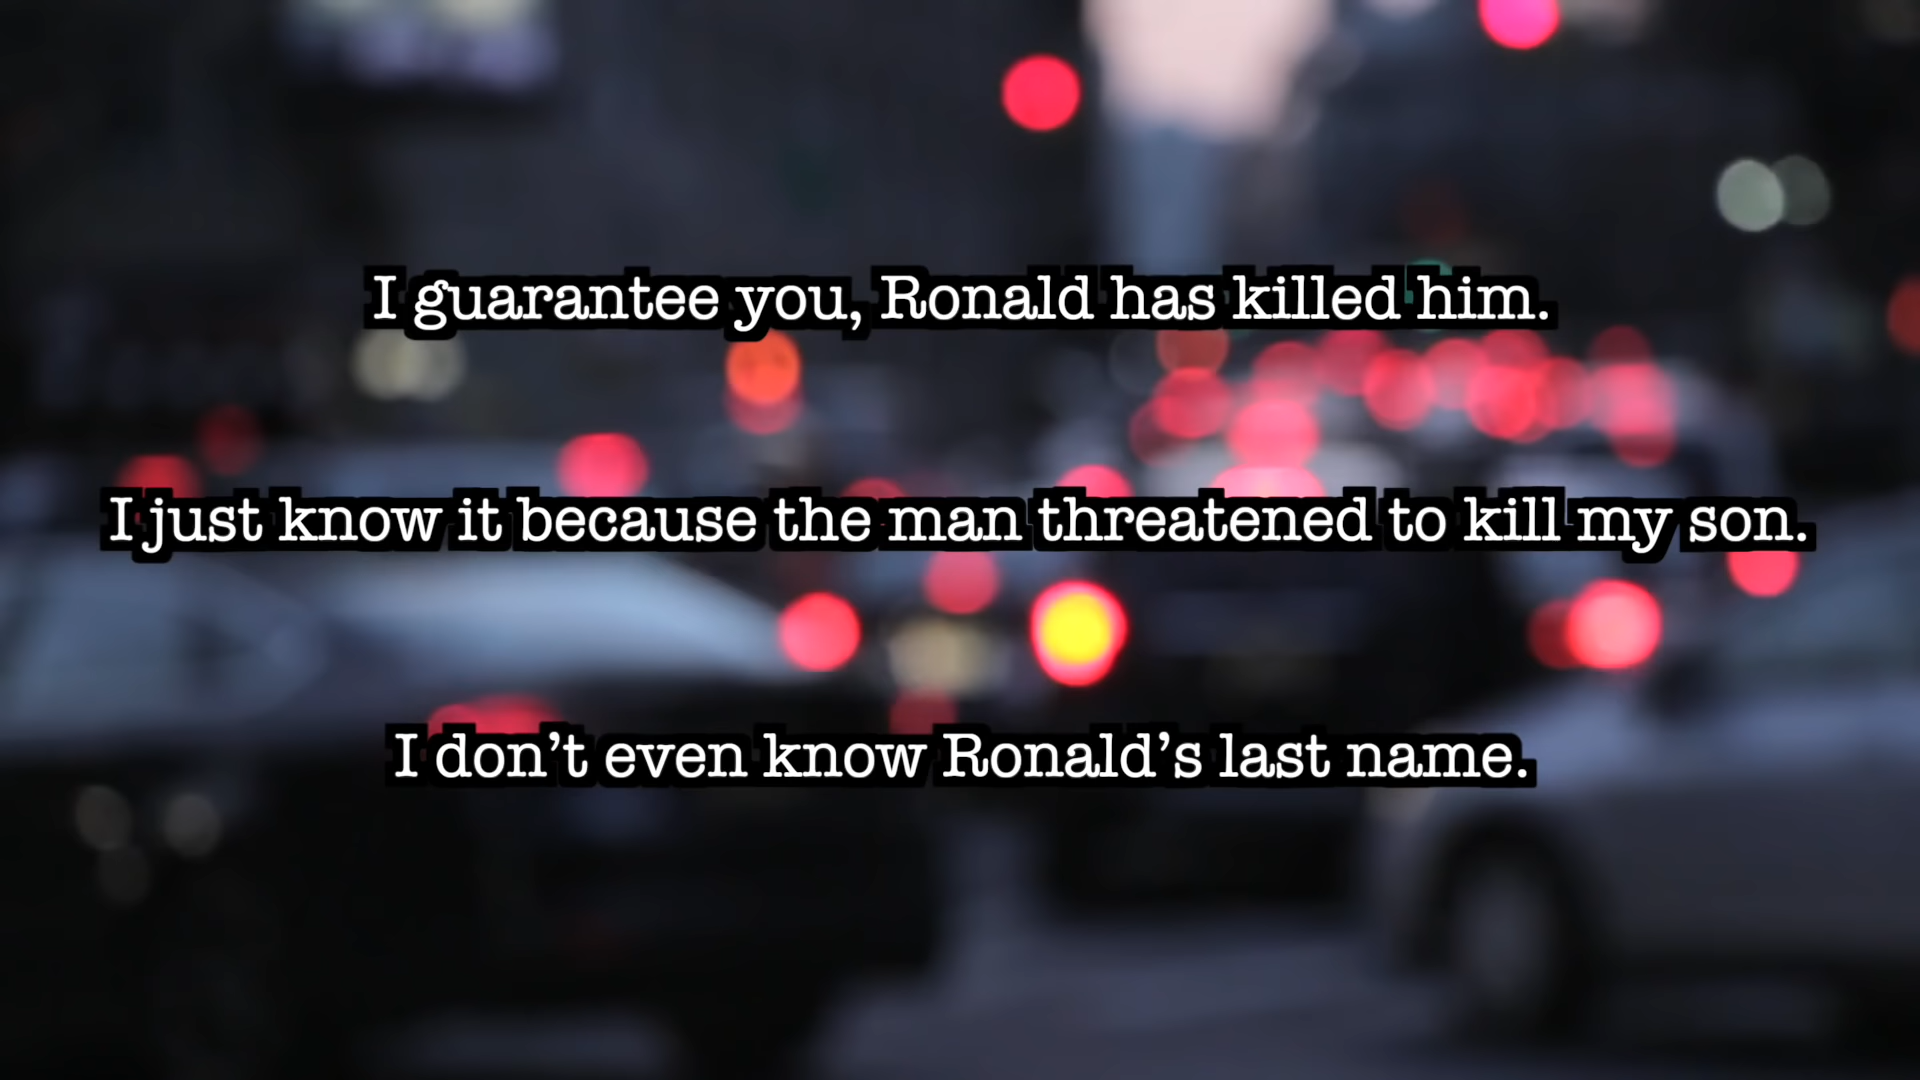 I guarantee you, Ronald has killed him.
I just know it because the man threatened to kill my son.
I don’t even know Ronald’s last name.